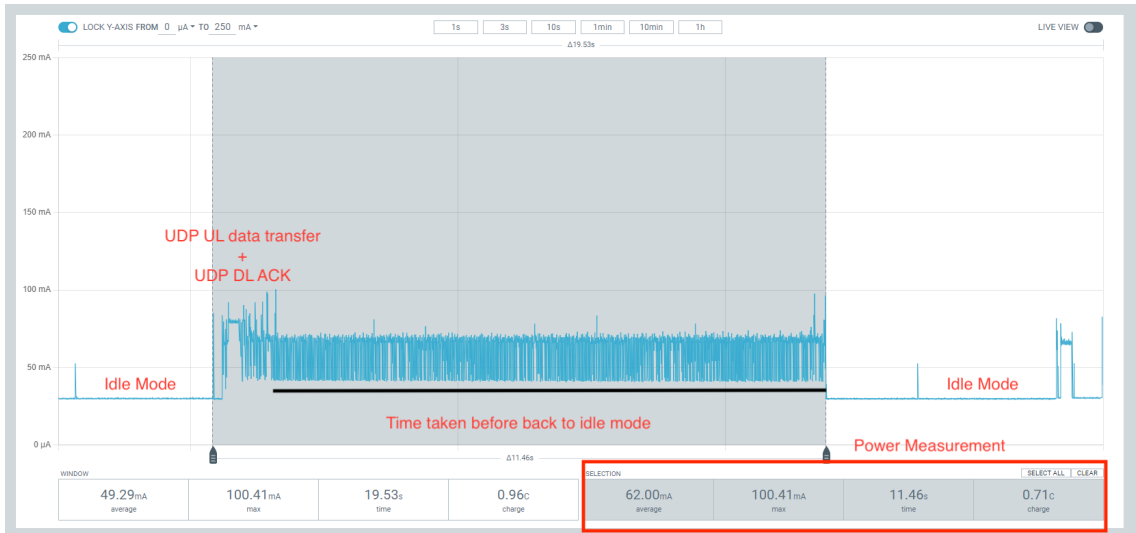 LOCK Y-AXIS FROM 0 µA TO 250 mA
1s 3s 10s 1min 10min 1h
LIVE VIEW
Δ19.53s
250 mA
200 mA
150 mA
UDP UL data transfer
+
UDP DL ACK
100 mA
50 mA
Idle Mode
Idle Mode
Time taken before back to idle mode
0 µA
Power Measurement
Δ11.46s
WINDOW
SELECTION
SELECT ALL CLEAR
49.29mA 100.41mA 19.53s 0.96c
average max time charge
62.00mA 100.41mA 11.46s 0.71c
average max time charge